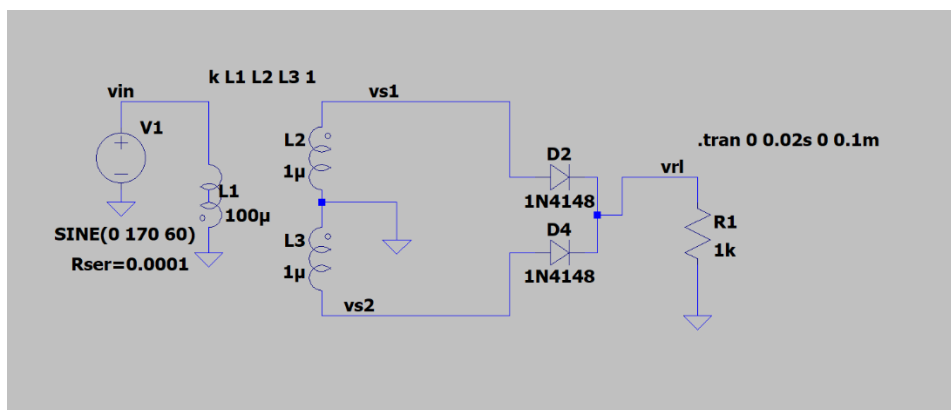 k L1 L2 L3 1
vin
vs1
V1
L2
.tran 0 0.02s 0 0.1m
D2
1µ
vrl
L1
1N4148
R1
100µ
L3
D4
1k
SINE(0 170 60)
1µ
1N4148
Rser=0.0001
vs2